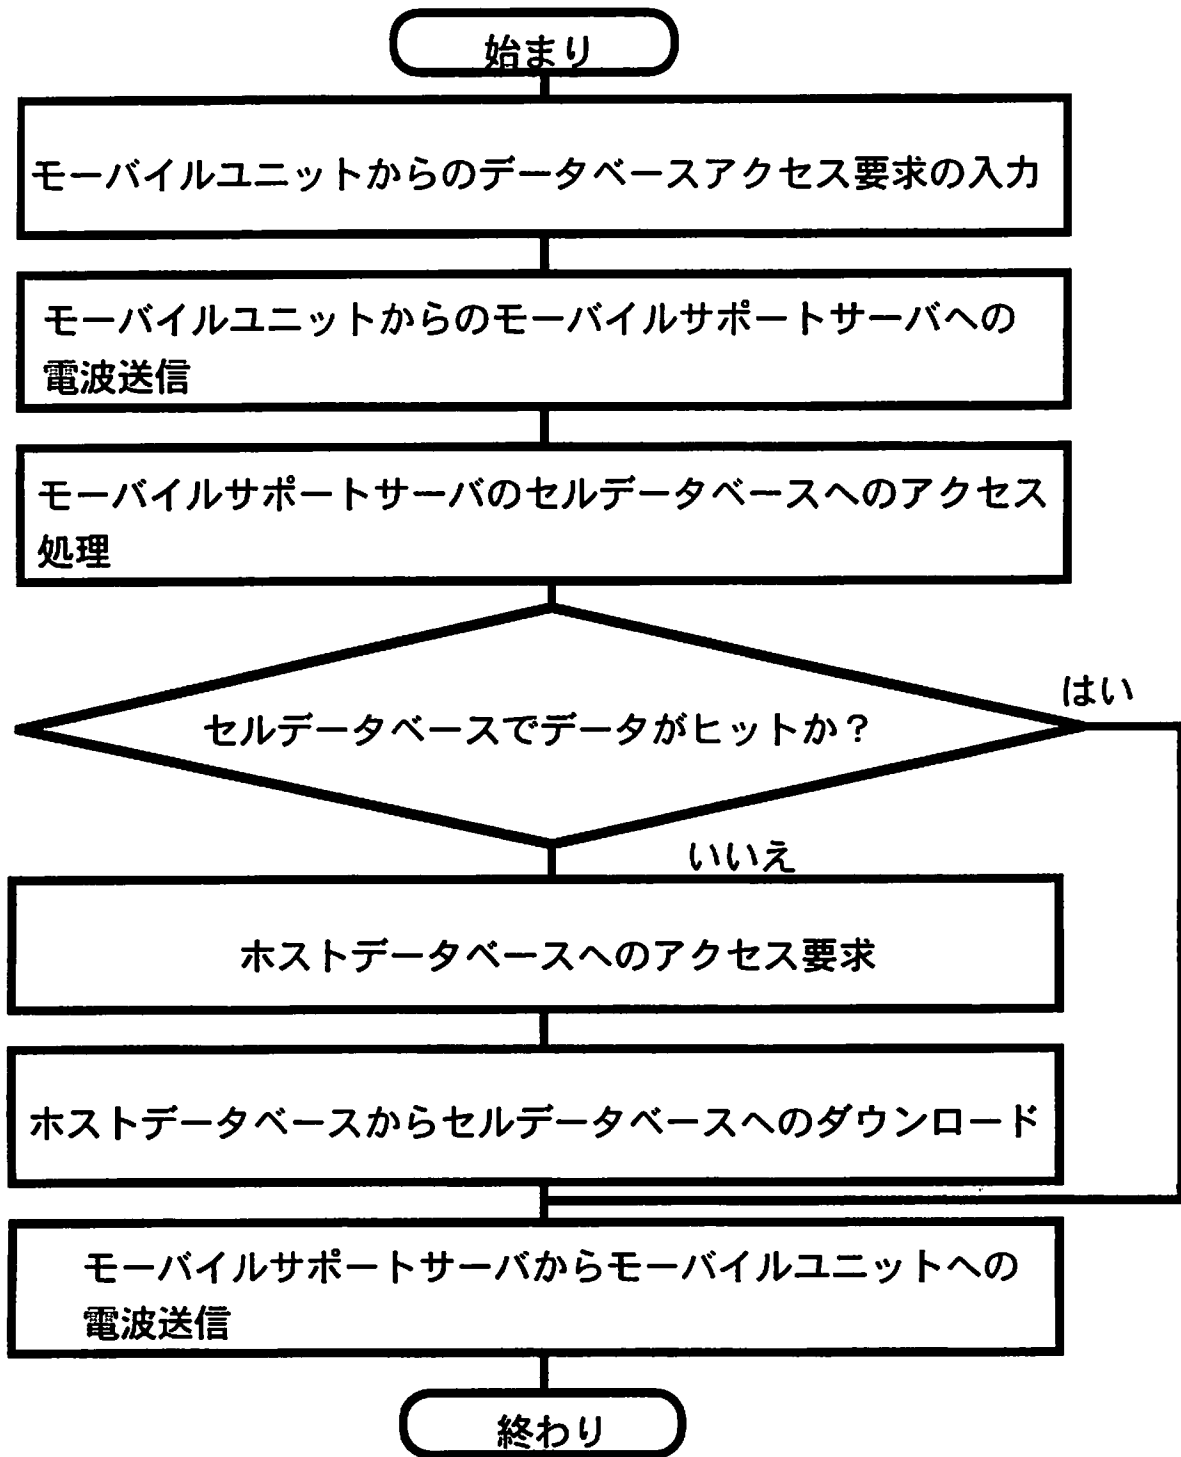 始まり
モーバイルユニットからのデータベースアクセス要求の入力
モーバイルユニットからのモーバイルサポートサーバへの
電波送信
モーバイルサポートサーバのセルデータベースへのアクセス
処理
はい
セルデータベースでデータがヒットか？
いいえ
ホストデータベースへのアクセス要求
ホストデータベースからセルデータベースへのダウンロード
モーバイルサポートサーバからモーバイルユニットへの
電波送信
終わり